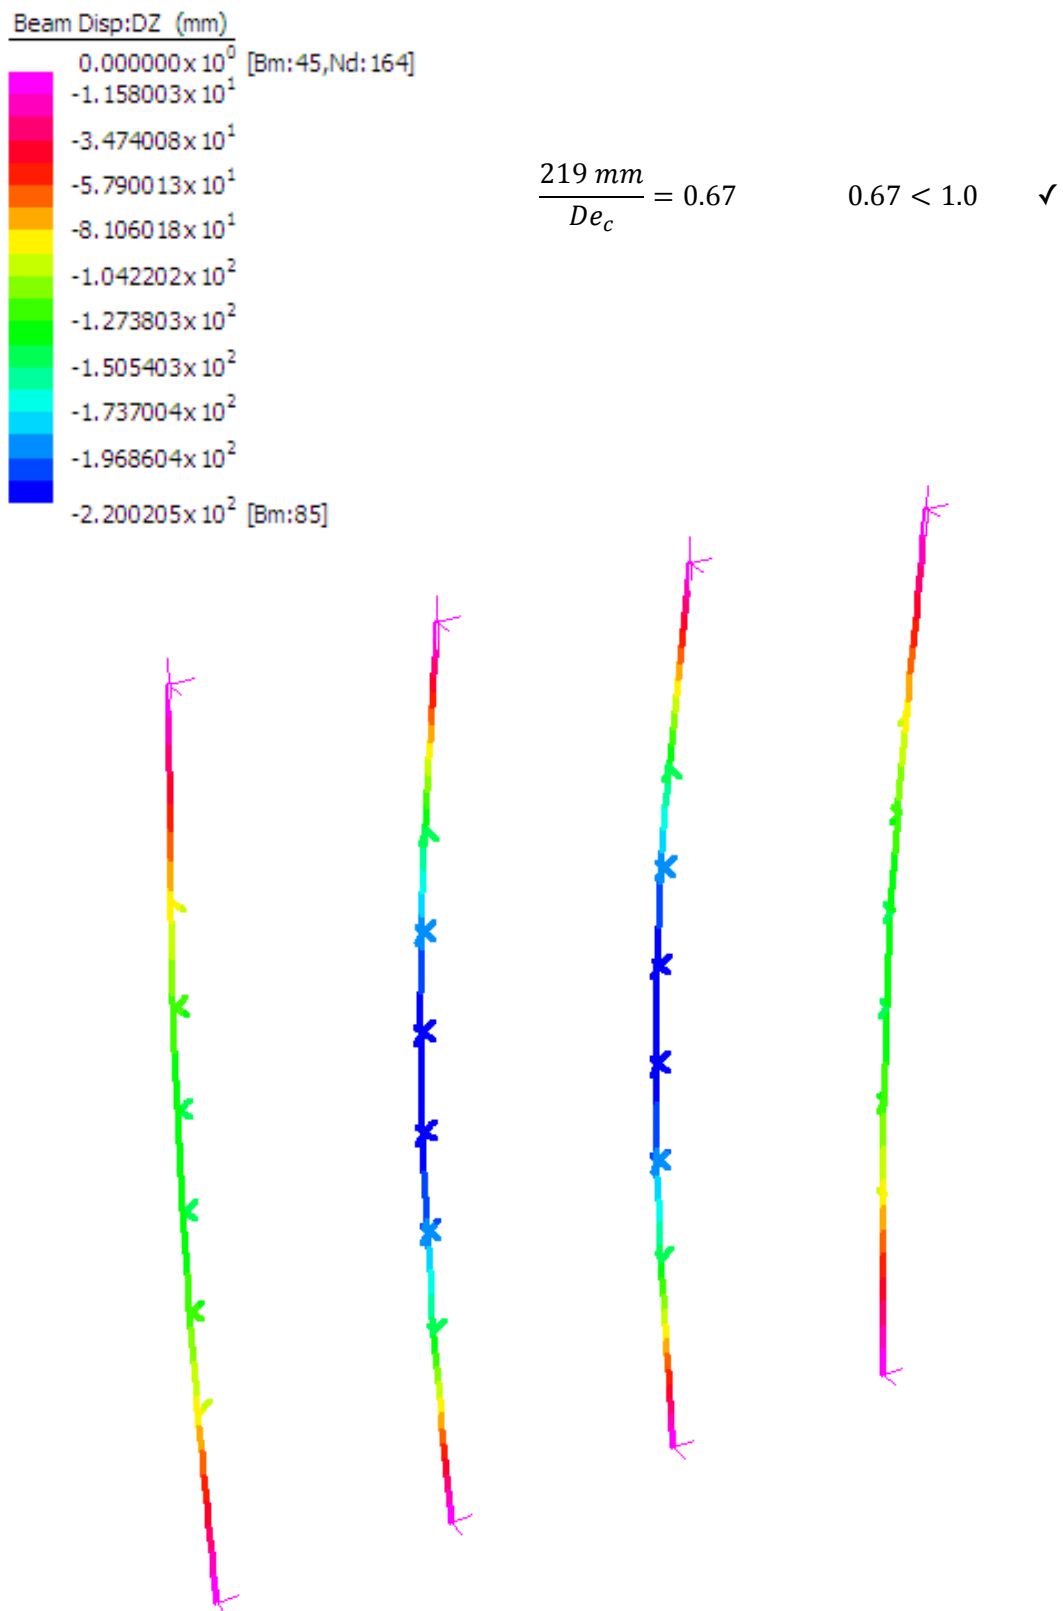 Beam Disp:DZ (mm)
0.000000x10⁰ [Bm:45,Nd:164]
-1.158003x10¹
-3.474008x10¹
-5.790013x10¹
-8.106018x10¹
-1.042202x10²
-1.273803x10²
-1.505403x10²
-1.737004x10²
-1.968604x10²
-2.200205x10² [Bm:85]
219 mm / De_c = 0.67 0.67 < 1.0 ✓